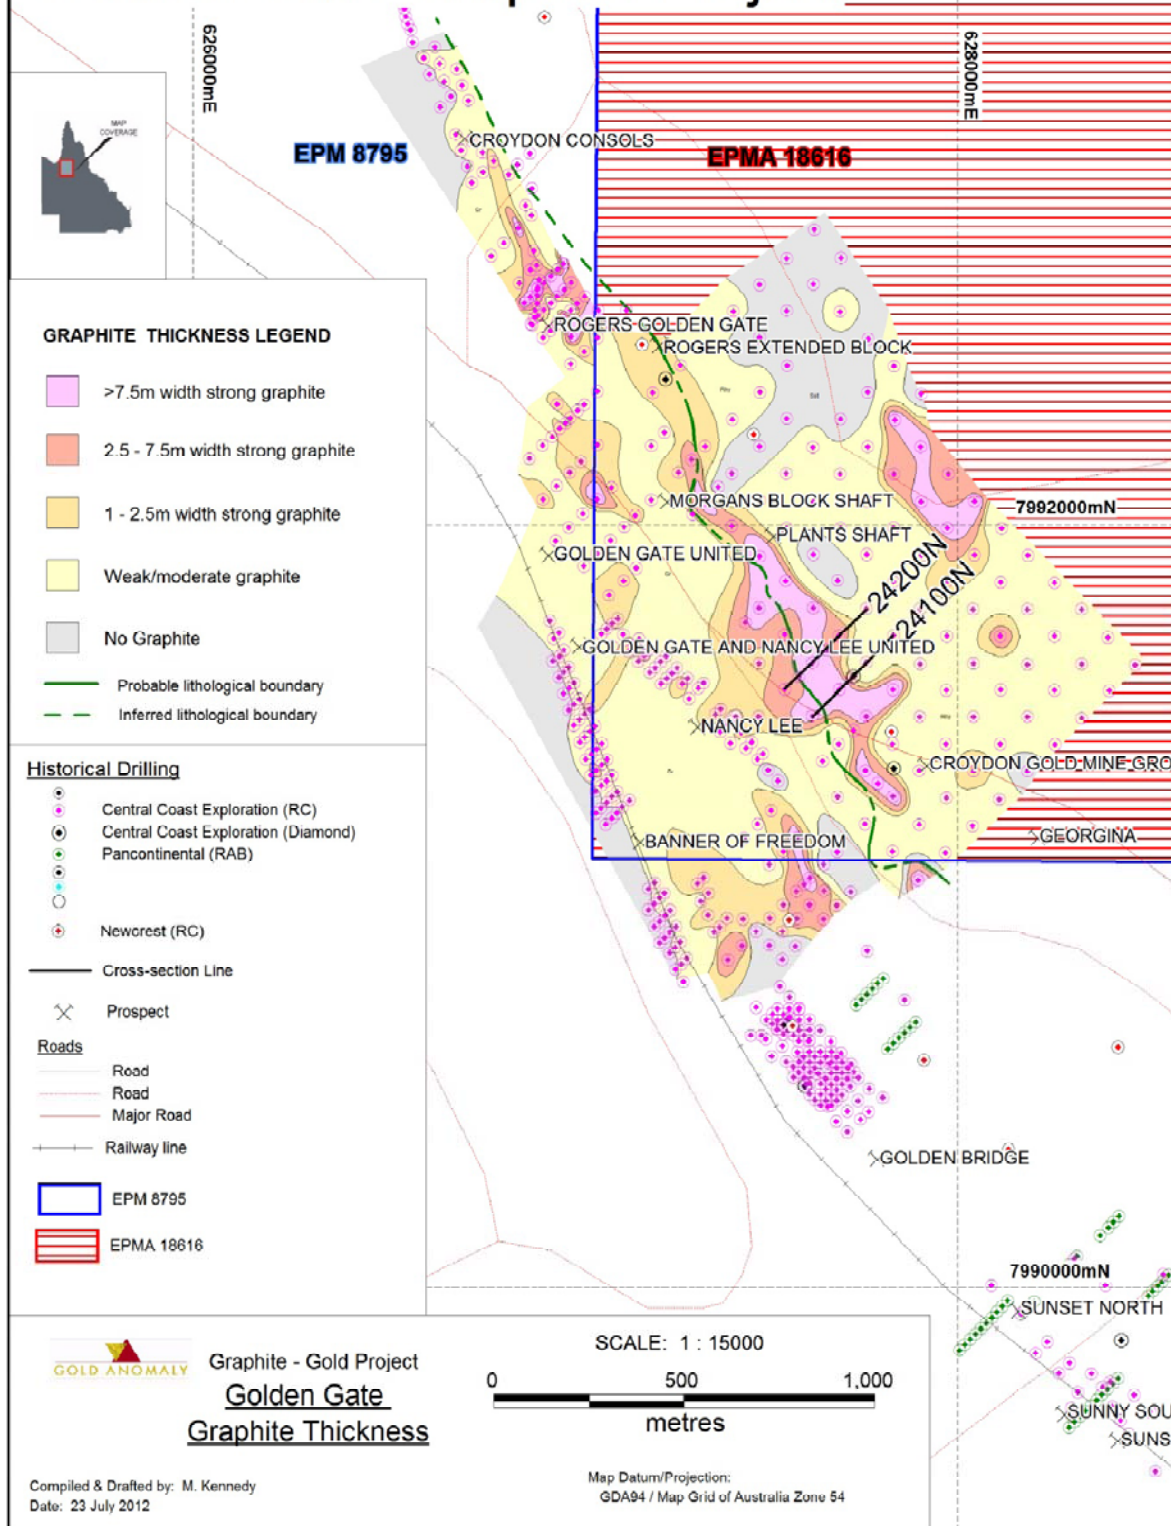 626000mE
628000mE
MAP
COVERAGE
EPM 8795
EPMA 18616
CROYDON CONSOLS
ROGERS GOLDEN GATE
ROGERS EXTENDED BLOCK
MORGANS BLOCK SHAFT
7992000mN
PLANTS SHAFT
GOLDEN GATE UNITED
24200N
24100N
GOLDEN GATE AND NANCY LEE UNITED
NANCY LEE
CROYDON GOLD MINE GRO
GEORGINA
BANNER OF FREEDOM
GOLDEN BRIDGE
7990000mN
SUNSET NORTH
SUNNY SOU
SUNS
GRAPHITE THICKNESS LEGEND
>7.5m width strong graphite
2.5 - 7.5m width strong graphite
1 - 2.5m width strong graphite
Weak/moderate graphite
No Graphite
Probable lithological boundary
Inferred lithological boundary
Historical Drilling
Central Coast Exploration (RC)
Central Coast Exploration (Diamond)
Pancontinental (RAB)
Newcrest (RC)
Cross-section Line
Prospect
Roads
Road
Road
Major Road
Railway line
EPM 8795
EPMA 18616
GOLD ANOMALY
Graphite - Gold Project
Golden Gate
Graphite Thickness
SCALE: 1 : 15000
0 500 1,000
metres
Compiled & Drafted by: M. Kennedy
Date: 23 July 2012
Map Datum/Projection:
GDA94 / Map Grid of Australia Zone 54